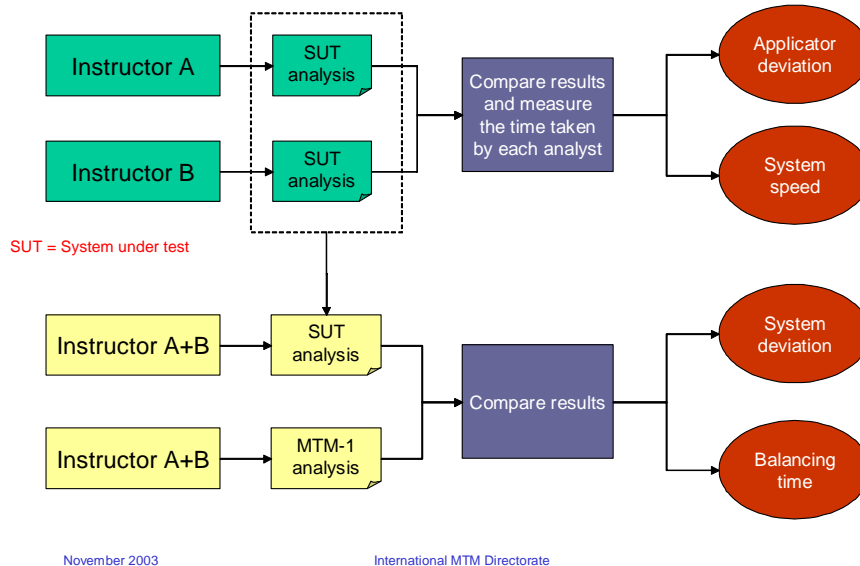 Instructor A
SUT
analysis
Compare results
and measure
the time taken
by each analyst
Applicator
deviation
Instructor B
SUT
analysis
System
speed
SUT = System under test
Instructor A+B
SUT
analysis
System
deviation
Compare results
Instructor A+B
MTM-1
analysis
Balancing
time
November 2003
International MTM Directorate